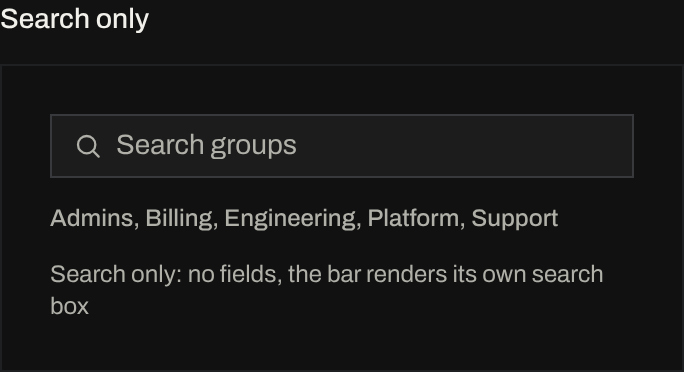 Search only
Search groups
Admins, Billing, Engineering, Platform, Support
Search only: no fields, the bar renders its own search
box